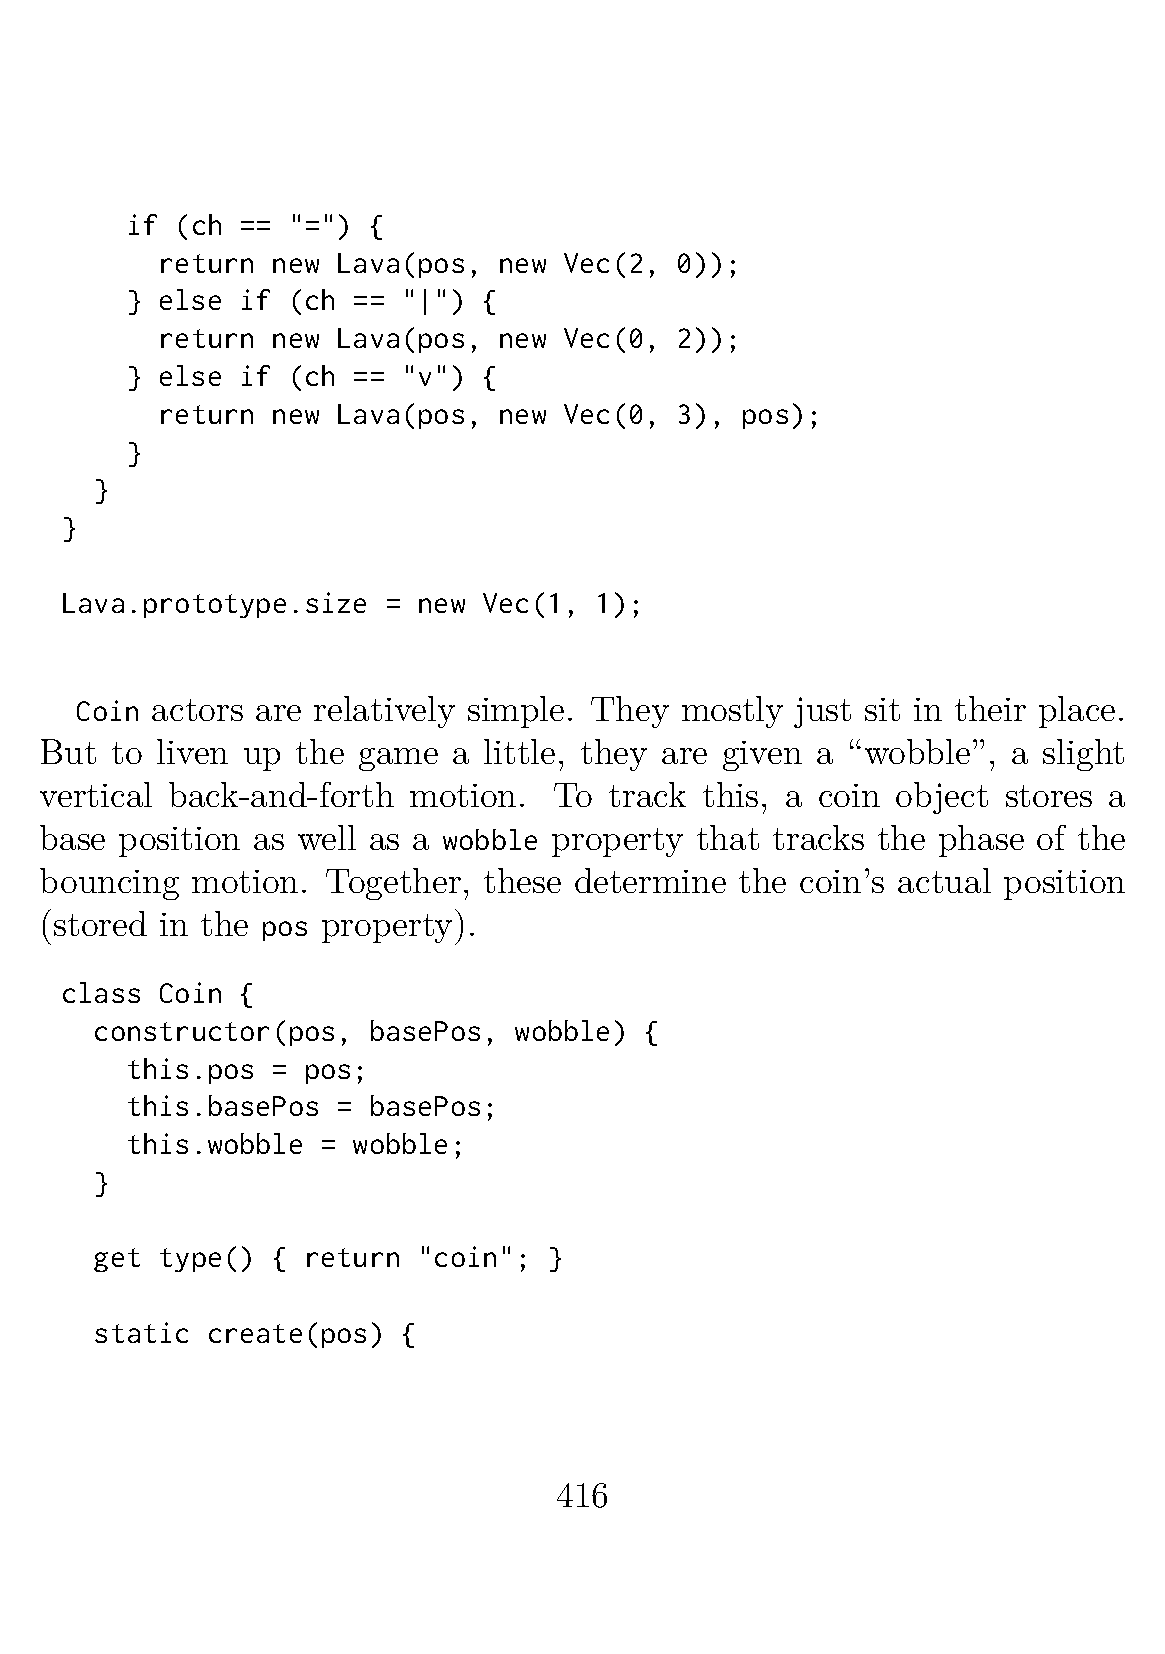 if (ch == "=") {
return new Lava(pos, new Vec(2, 0));
} else if (ch == "|") {
return new Lava(pos, new Vec(0, 2));
} else if (ch == "v") {
return new Lava(pos, new Vec(0, 3), pos);
}
}
}
Lava.prototype.size = new Vec(1, 1);
Coin actors are relatively simple. They mostly just sit in their place.
But to liven up the game a little, they are given a “wobble”, a slight
vertical back-and-forth motion. To track this, a coin object stores a
base position as well as a wobble property that tracks the phase of the
bouncing motion. Together, these determine the coin’s actual position
(stored in the pos property).
class Coin {
constructor(pos, basePos, wobble) {
this.pos = pos;
this.basePos = basePos;
this.wobble = wobble;
}
get type() { return "coin"; }
static create(pos) {
416